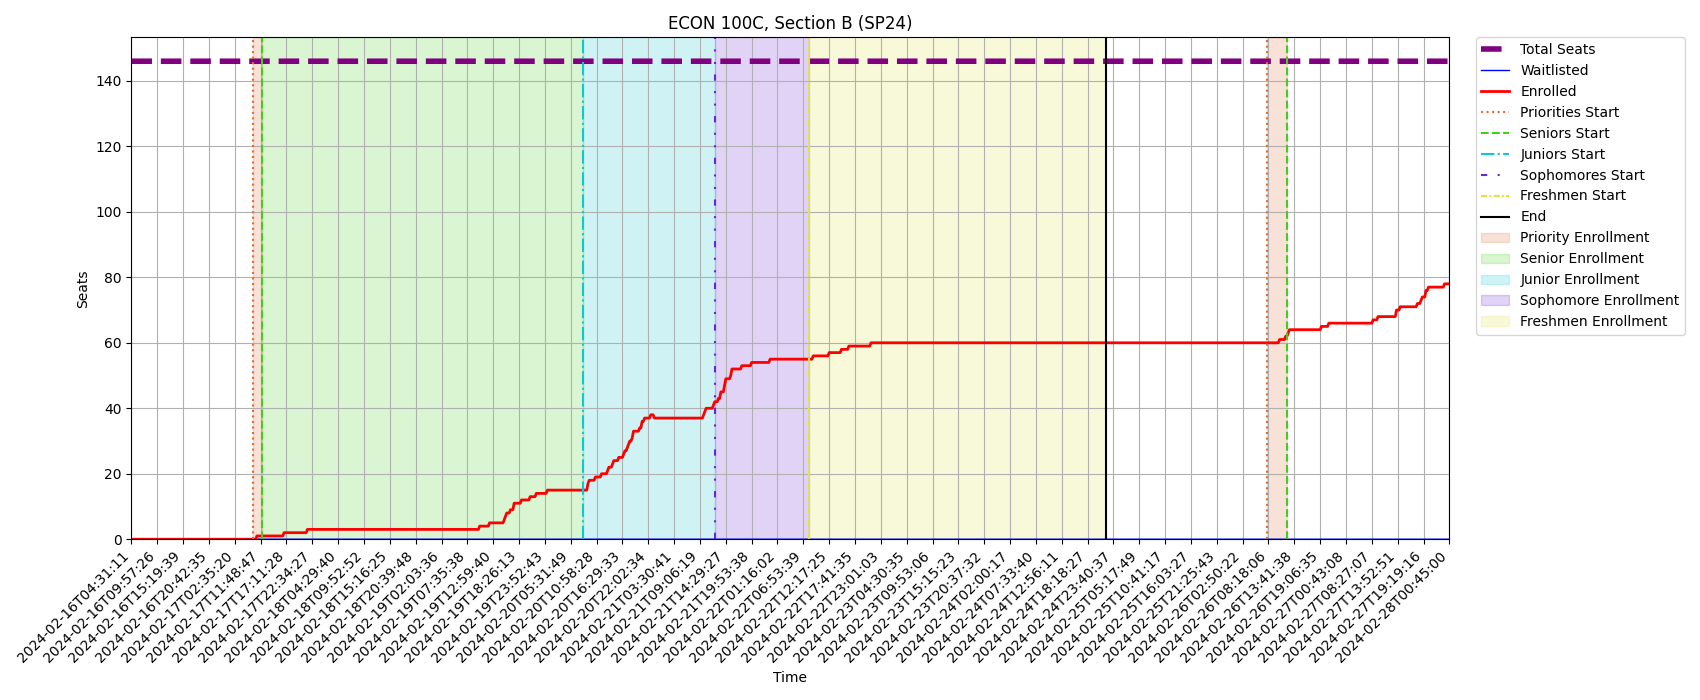 ECON 100C, Section B (SP24)
Total Seats
Waitlisted
Enrolled
Priorities Start
Seniors Start
Juniors Start
Sophomores Start
Freshmen Start
End
Priority Enrollment
Senior Enrollment
Junior Enrollment
Sophomore Enrollment
Freshmen Enrollment
Seats
140
120
100
80
60
40
20
0
2024-02-16T04:31:11
2024-02-16T09:57:26
2024-02-16T15:19:39
2024-02-16T20:42:35
2024-02-17T02:35:20
2024-02-17T11:48:47
2024-02-17T17:11:28
2024-02-17T22:34:27
2024-02-18T04:29:40
2024-02-18T09:52:52
2024-02-18T15:16:25
2024-02-18T20:39:48
2024-02-19T02:03:36
2024-02-19T07:35:38
2024-02-19T12:59:40
2024-02-19T18:26:13
2024-02-19T23:52:43
2024-02-20T05:31:49
2024-02-20T10:58:28
2024-02-20T16:29:33
2024-02-20T22:02:34
2024-02-21T03:30:41
2024-02-21T09:06:19
2024-02-21T14:29:27
2024-02-21T19:53:38
2024-02-22T01:16:02
2024-02-22T06:53:39
2024-02-22T12:17:25
2024-02-22T17:41:35
2024-02-22T23:01:03
2024-02-23T04:30:35
2024-02-23T09:53:06
2024-02-23T15:15:23
2024-02-23T20:37:32
2024-02-24T02:00:17
2024-02-24T07:33:40
2024-02-24T12:56:11
2024-02-24T18:18:27
2024-02-24T23:40:37
2024-02-25T05:17:49
2024-02-25T10:41:17
2024-02-25T16:03:27
2024-02-25T21:25:43
2024-02-26T02:50:22
2024-02-26T08:18:06
2024-02-26T13:41:38
2024-02-26T19:06:35
2024-02-27T00:43:08
2024-02-27T08:27:07
2024-02-27T13:52:51
2024-02-27T19:19:16
2024-02-28T00:45:00
Time